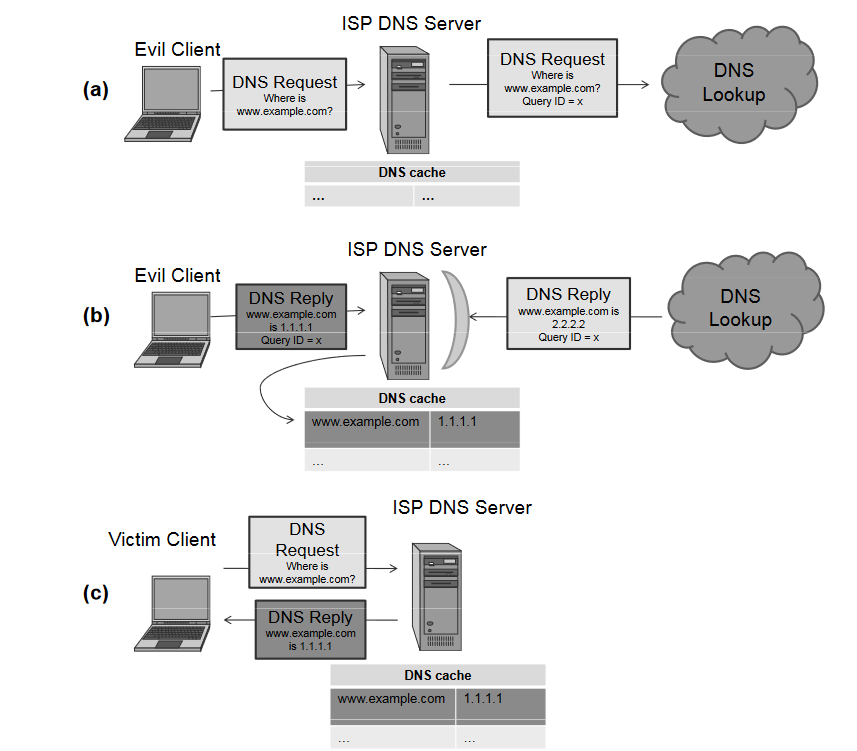 ISP DNS Server
Evil Client
(a)
DNS Request
Where is
www.example.com?
DNS Request
Where is
www.example.com?
Query ID = x
DNS
Lookup
DNS cache
... ...
ISP DNS Server
Evil Client
(b)
DNS Reply
www.example.com
is 1.1.1.1
Query ID = x
DNS Reply
www.example.com is
2.2.2.2
Query ID = x
DNS
Lookup
DNS cache
www.example.com 1.1.1.1
... ...
ISP DNS Server
Victim Client
(c)
DNS
Request
Where is
www.example.com?
DNS Reply
www.example.com
is 1.1.1.1
DNS cache
www.example.com 1.1.1.1
... ...